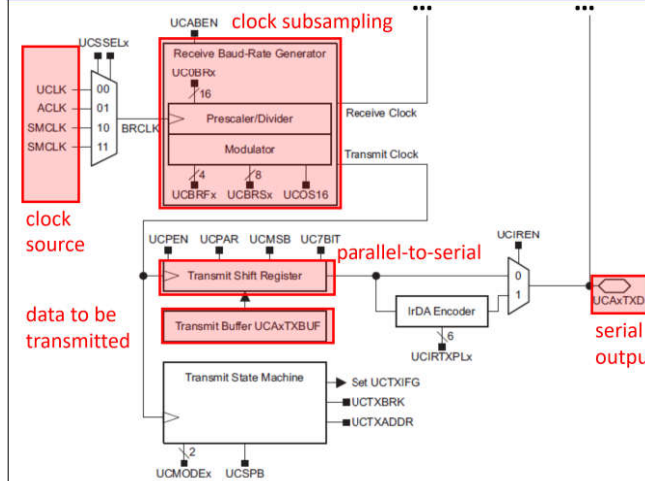 clock subsampling
...
...
UCABEN
UCSSELx
Receive Baud-Rate Generator
UC0BRx
16
UCLK
00
ACLK
01
SMCLK
10
SMCLK
11
BRCLK
Prescaler/Divider
Receive Clock
Modulator
Transmit Clock
4
8
UCBRFx
UCBRSx
UCOS16
clock
source
UCPEN
UCPAR
UCMSB
UC7BIT
UCIREN
parallel-to-serial
Transmit Shift Register
0
1
UCAxTXD
data to be
transmitted
Transmit Buffer UCAxTXBUF
IrDA Encoder
6
UCIRTXPLx
serial
output
Transmit State Machine
Set UCTXIFG
UCTXBRK
UCTXADDR
2
UCMODEx
UCSPB